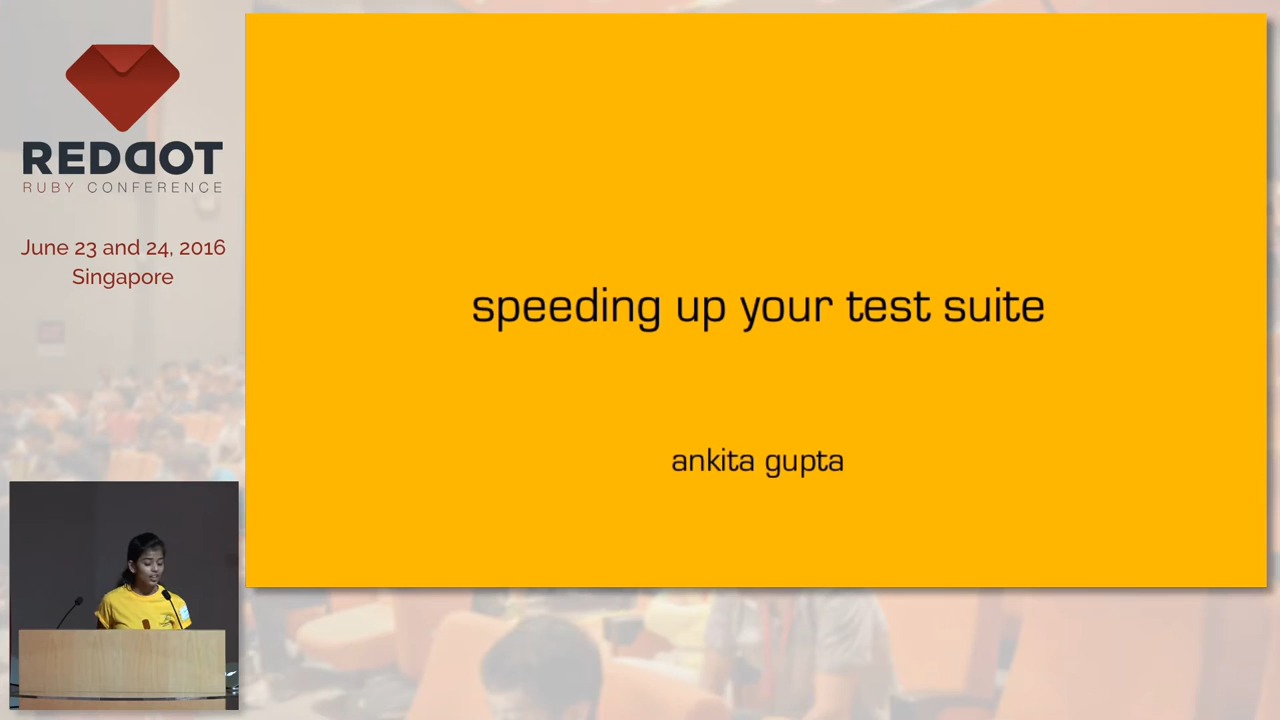 REDDOT
RUBY CONFERENCE
June 23 and 24, 2016
Singapore
speeding up your test suite
ankita gupta